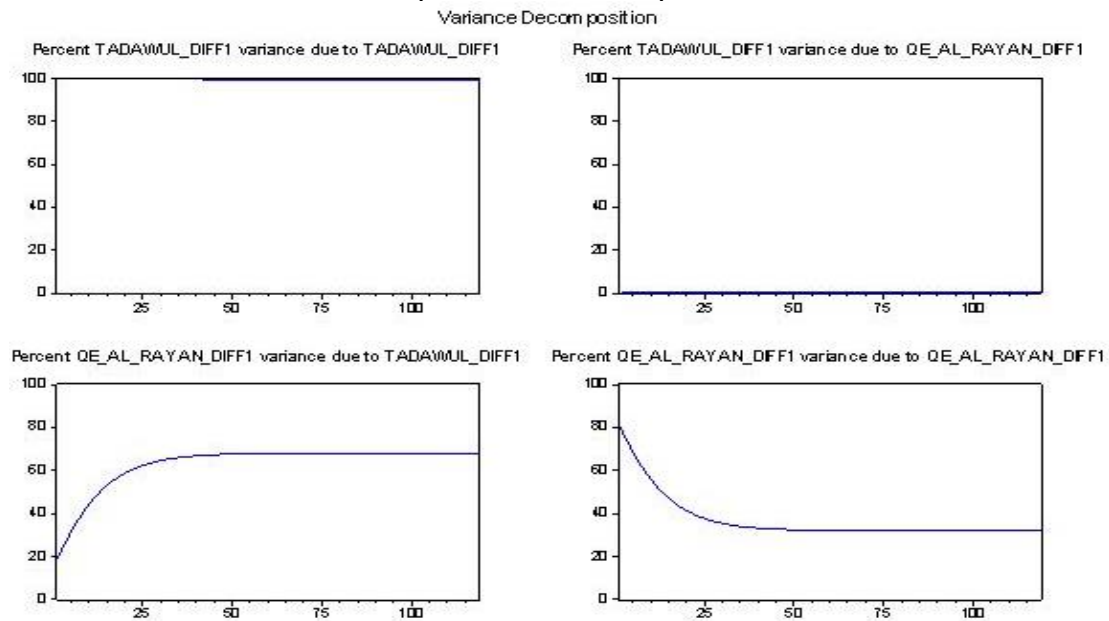 Variance Decomposition
Percent TADAWUL_DIFF1 variance due to TADAWUL_DIFF1
Percent TADAWUL_DIFF1 variance due to QE_AL_RAYAN_DIFF1
100
80
60
40
20
0
25 50 75 100
100
80
60
40
20
0
25 50 75 100
Percent QE_AL_RAYAN_DIFF1 variance due to TADAWUL_DIFF1
Percent QE_AL_RAYAN_DIFF1 variance due to QE_AL_RAYAN_DIFF1
100
80
60
40
20
0
25 50 75 100
100
80
60
40
20
0
25 50 75 100